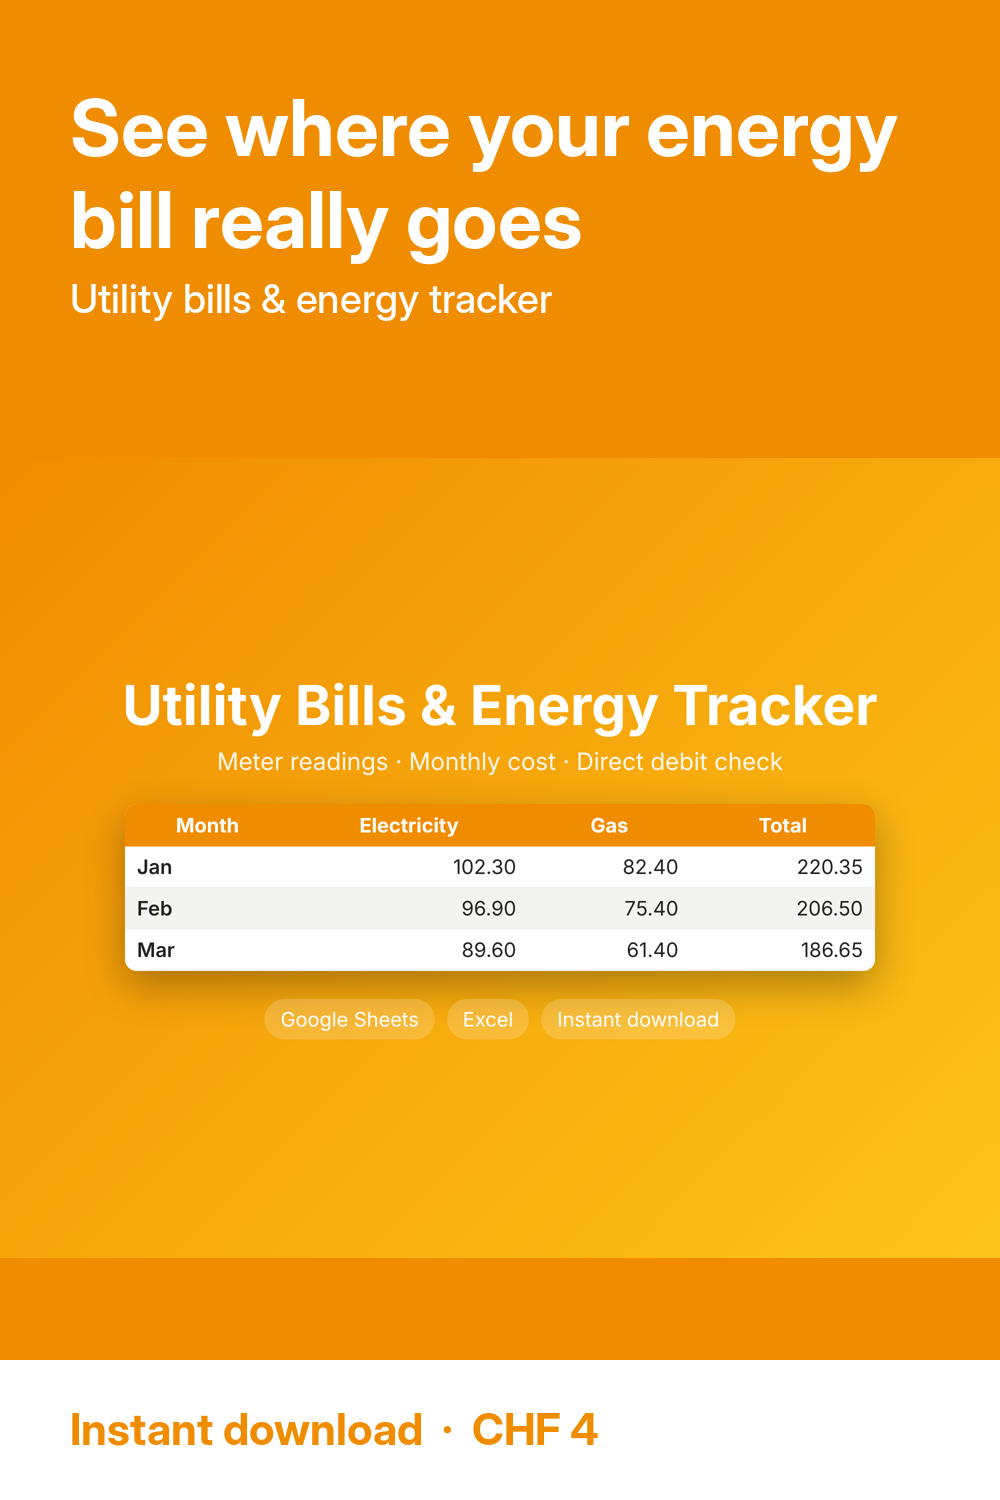 See where your energy
bill really goes
Utility bills & energy tracker
Utility Bills & Energy Tracker
Meter readings · Monthly cost · Direct debit check
Month Electricity Gas Total
Jan 102.30 82.40 220.35
Feb 96.90 75.40 206.50
Mar 89.60 61.40 186.65
Google Sheets Excel Instant download
Instant download · CHF 4